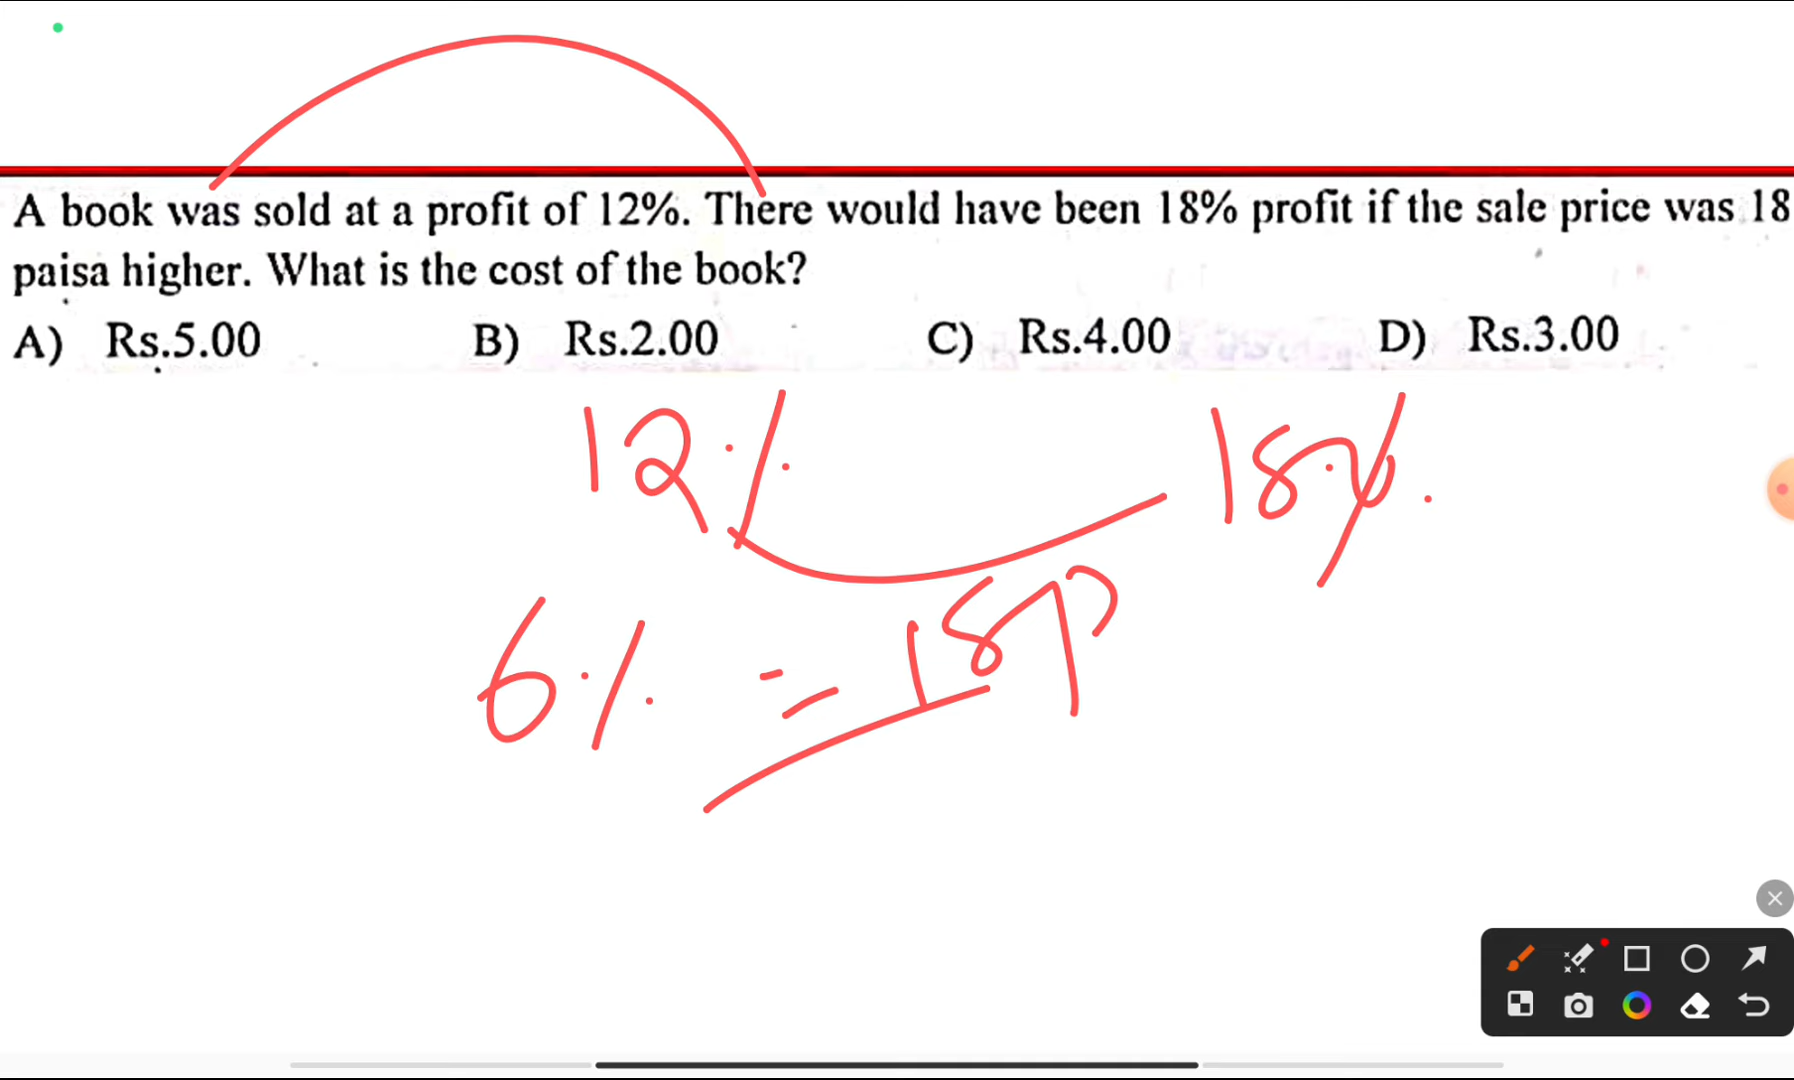 A book was sold at a profit of 12%. There would have been 18% profit if the sale price was 18
paisa higher. What is the cost of the book?
A) Rs.5.00 B) Rs.2.00 C) Rs.4.00 D) Rs.3.00
12% 18%.
6% = 18p